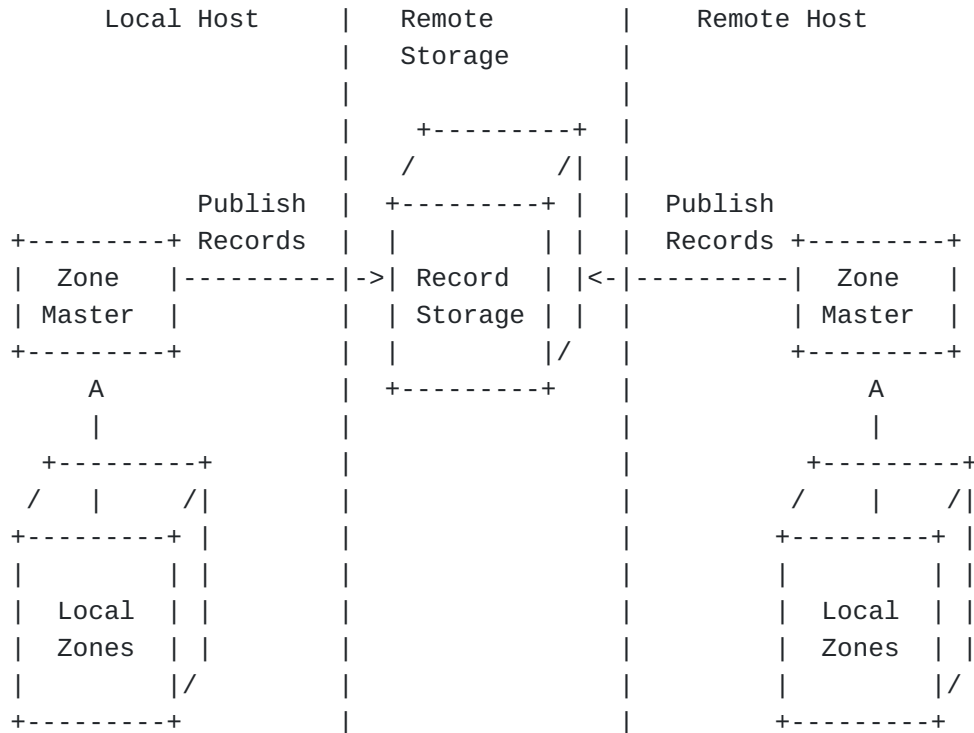 Local Host Remote Remote Host
Storage
Publish Publish
Records Records
Zone Record Zone
Master Storage Master
A A
Local Local
Zones Zones